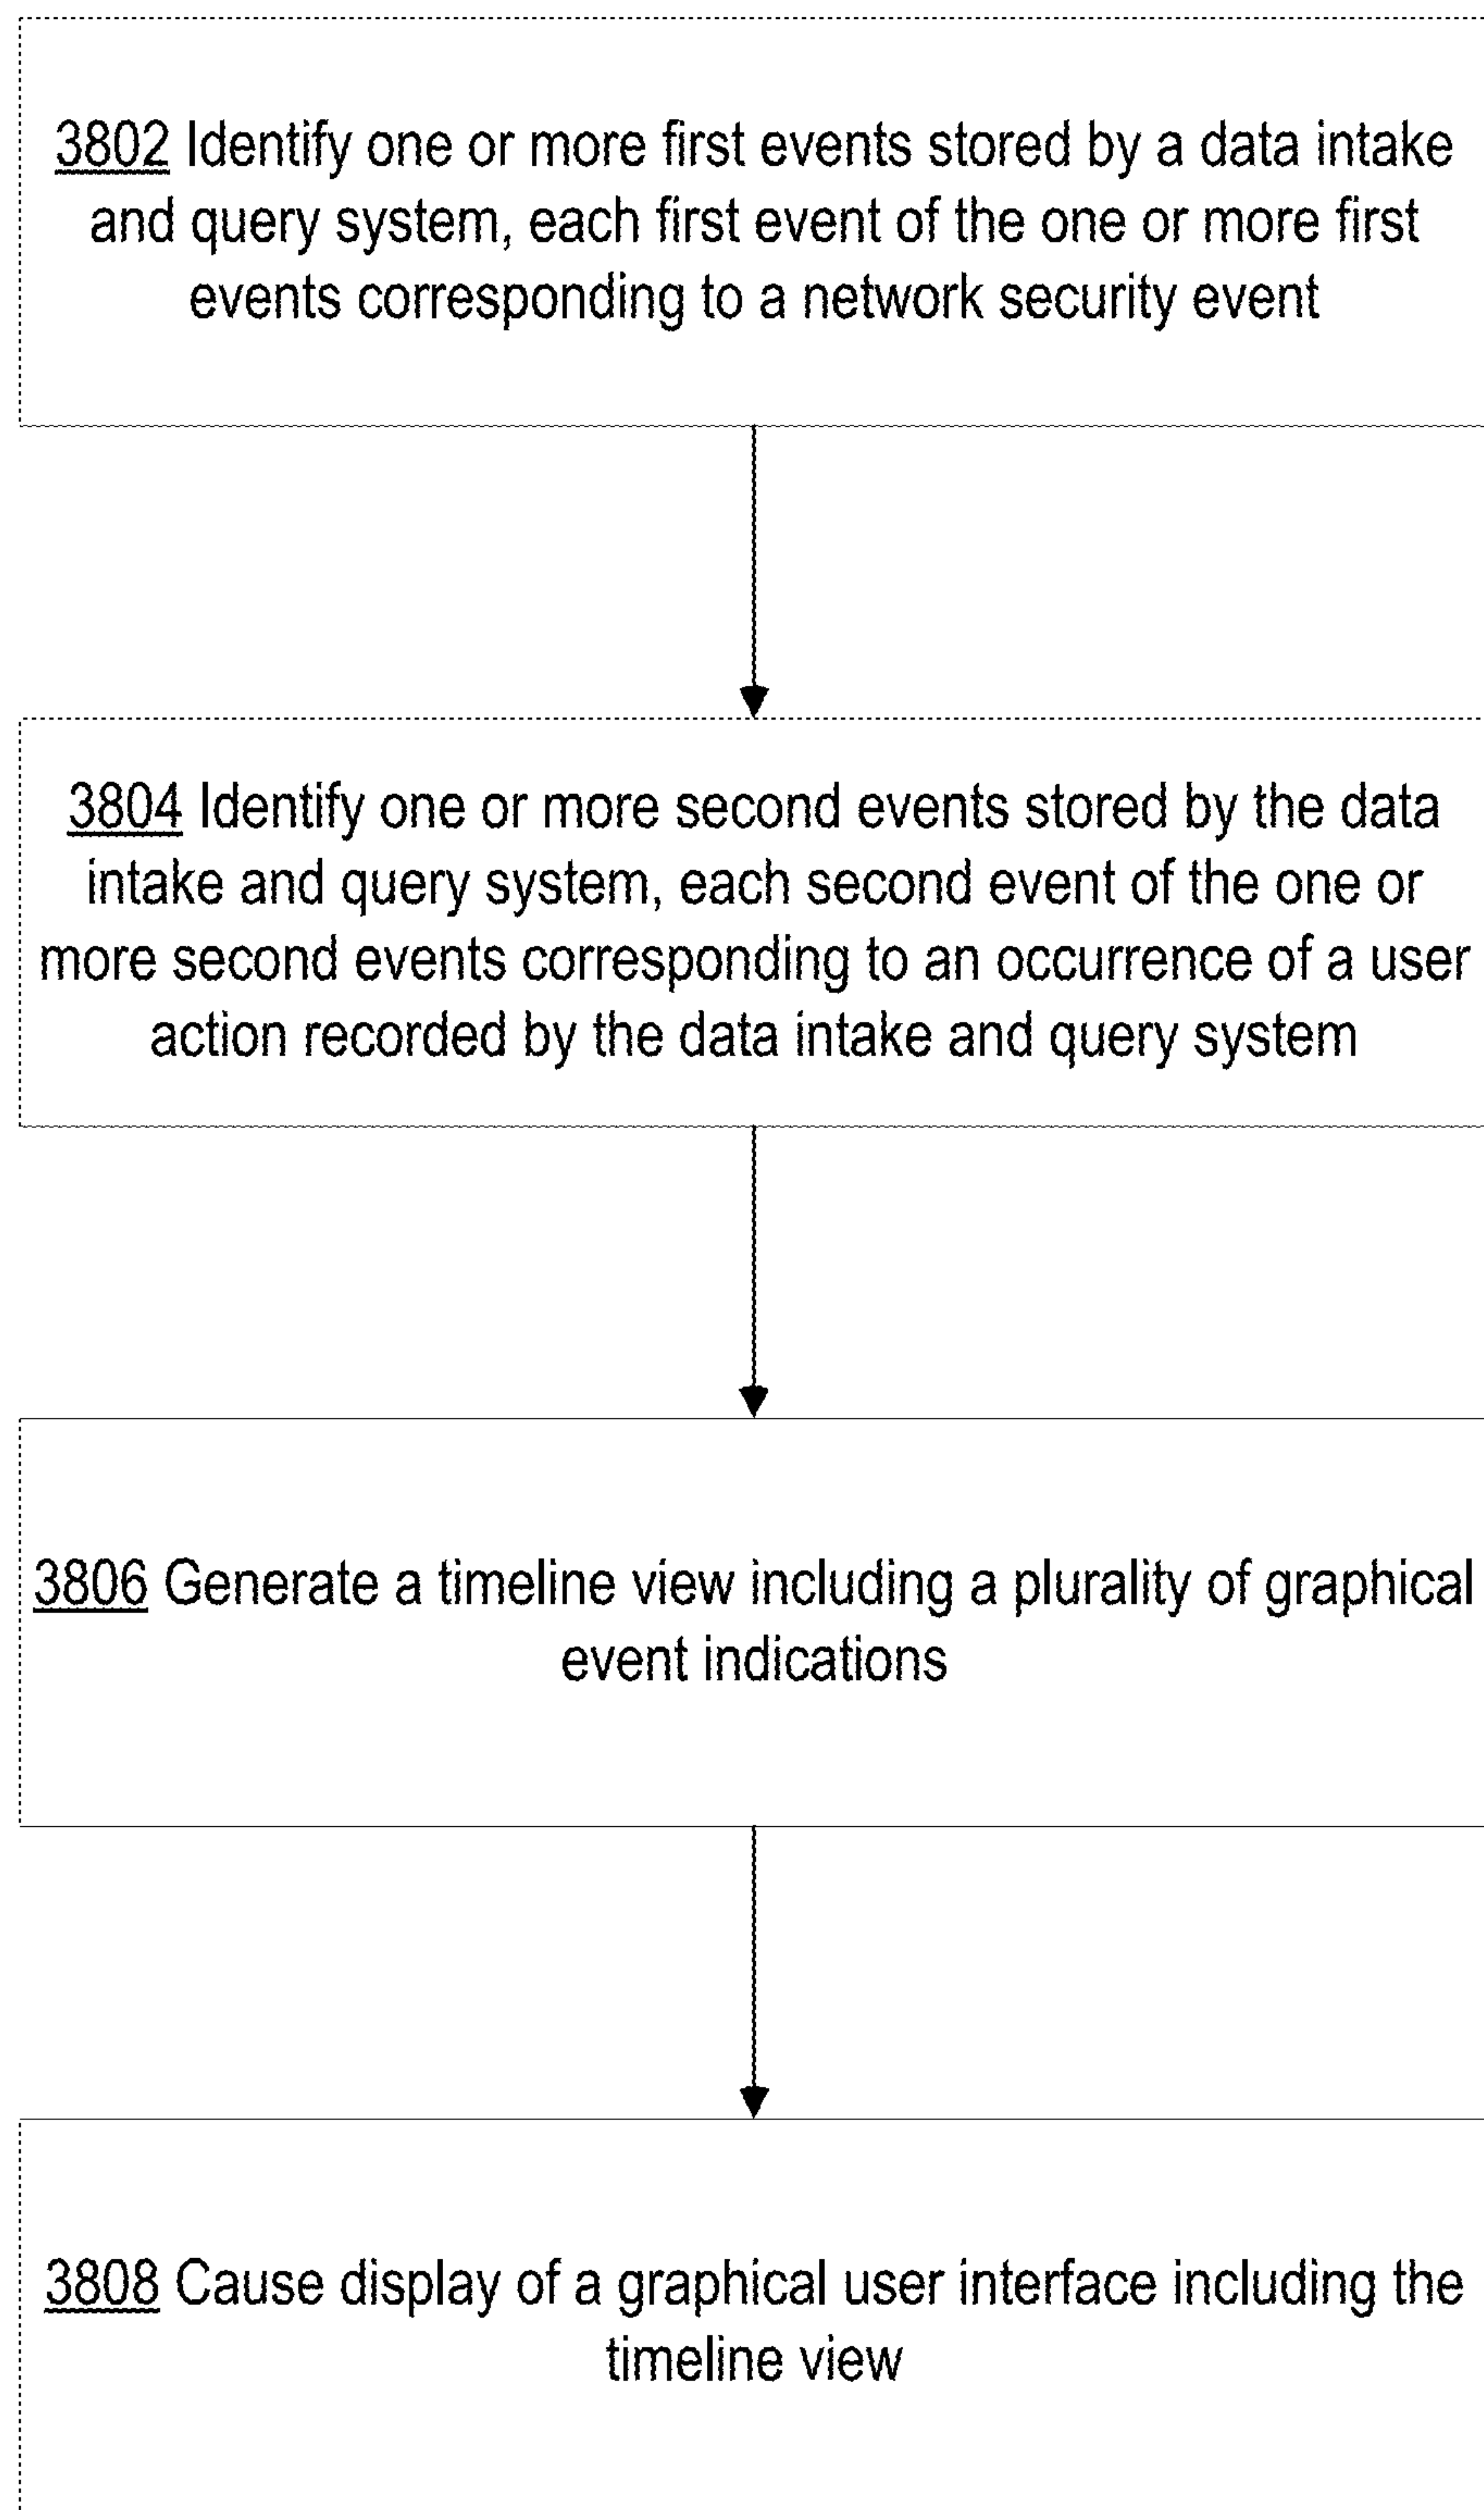 3802 Identify one or more first events stored by a data intake
and query system, each first event of the one or more first
events corresponding to a network security event
3804 Identify one or more second events stored by the data
intake and query system, each second event of the one or
more second events corresponding to an occurrence of a user
action recorded by the data intake and query system
3806 Generate a timeline view including a plurality of graphical
event indications
3808 Cause display of a graphical user interface including the
timeline view